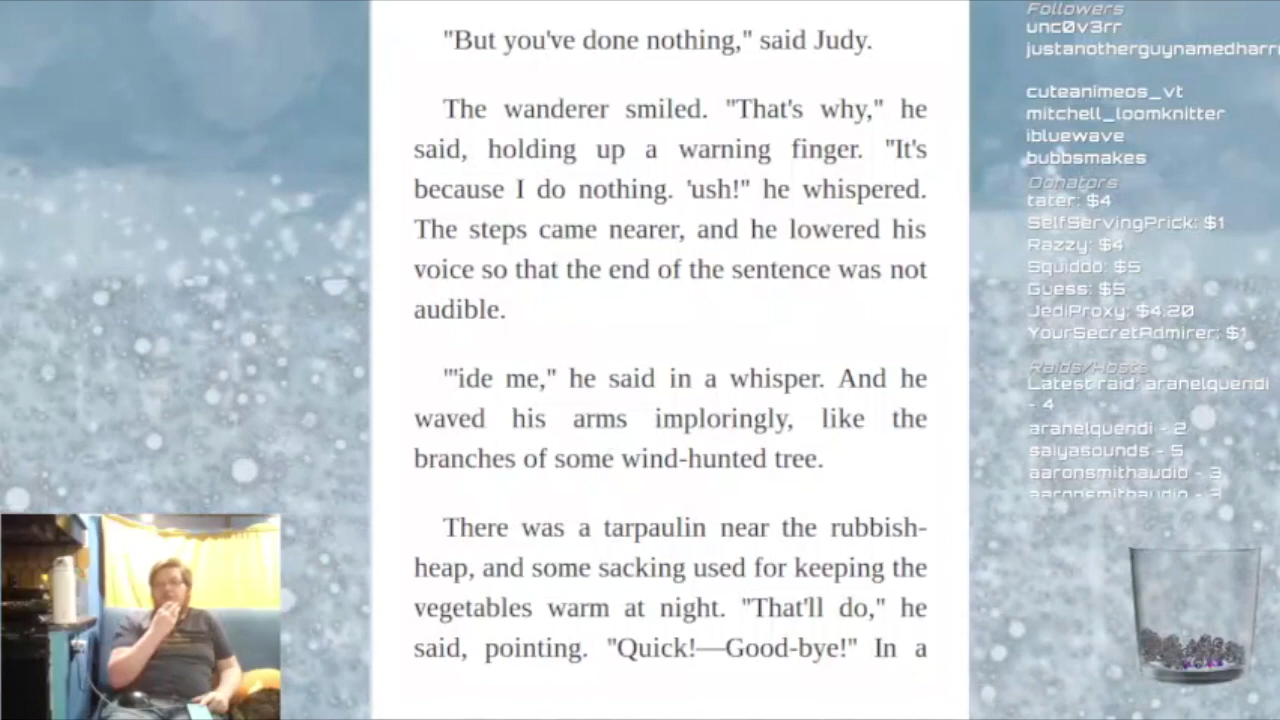 "But you've done nothing," said Judy.
The wanderer smiled. "That's why," he
said, holding up a warning finger. "It's
because I do nothing. 'ush!" he whispered.
The steps came nearer, and he lowered his
voice so that the end of the sentence was not
audible.
"'ide me," he said in a whisper. And he
waved his arms imploringly, like the
branches of some wind-hunted tree.
There was a tarpaulin near the rubbish-
heap, and some sacking used for keeping the
vegetables warm at night. "That'll do," he
said, pointing. "Quick!—Good-bye!" In a
Followers
unc0v3rr
justanotherguynamedharr
cuteanimeos_vt
mitchell_loomknitter
ibluewave
bubbsmakes
Donators
tater: $4
SelfServingPrick: $1
Razzy: $4
Squiddo: $5
Guess: $5
JediProxy: $4.20
YourSecretAdmirer: $1
Raids/Hosts
Latest raid: aranelquendi
- 4
aranelquendi - 2
saiyasounds - 5
aaronsmithaudio - 3
aaronsmithaudio - 3